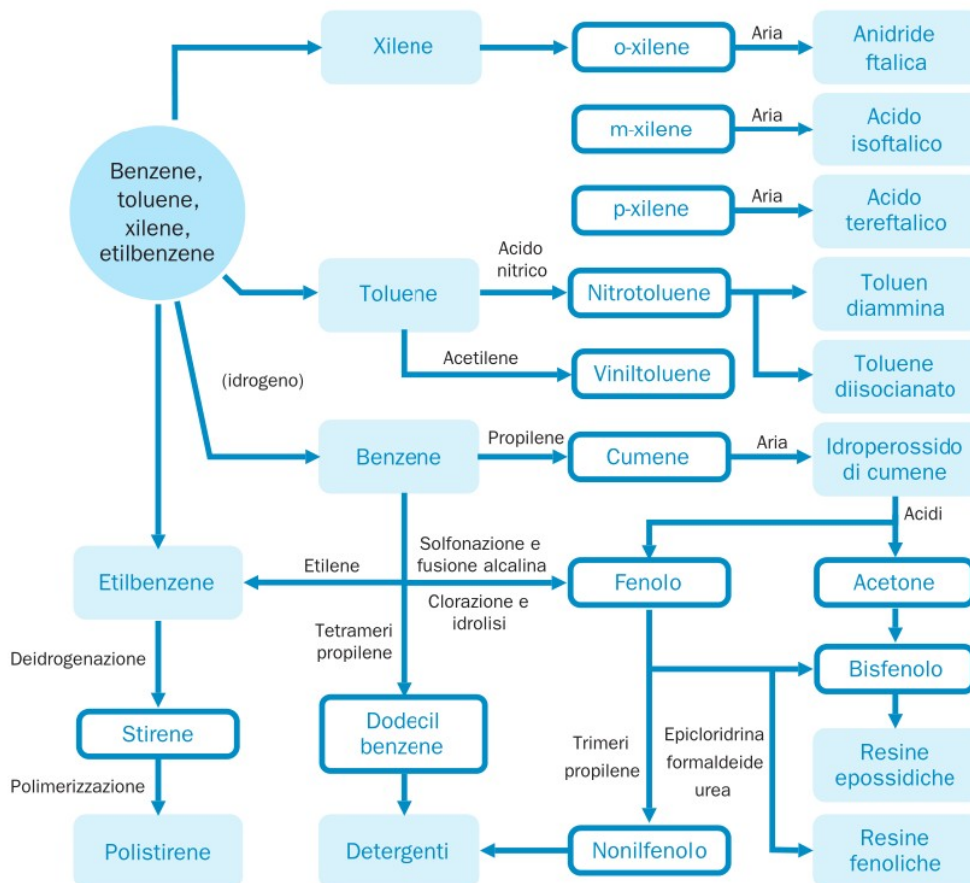 Xilene
o-xilene
Aria
Anidride
ftalica
m-xilene
Aria
Acido
isoftalico
Benzene,
toluene,
xilene,
etilbenzene
p-xilene
Aria
Acido
tereftalico
Toluene
Acido
nitrico
Nitrotoluene
Toluen
diammina
Acetilene
Viniltoluene
Toluene
diisocianato
(idrogeno)
Benzene
Propilene
Cumene
Aria
Idroperossido
di cumene
Acidi
Etilbenzene
Etilene
Solfonazione e
fusione alcalina
Clorazione e
idrolisi
Fenolo
Acetone
Tetrameri
propilene
Deidrogenazione
Bisfenolo
Stirene
Dodecil
benzene
Trimeri
propilene
Epicloridrina
formaldeide
urea
Resine
epossidiche
Polimerizzazione
Polistirene
Detergenti
Nonilfenolo
Resine
fenoliche